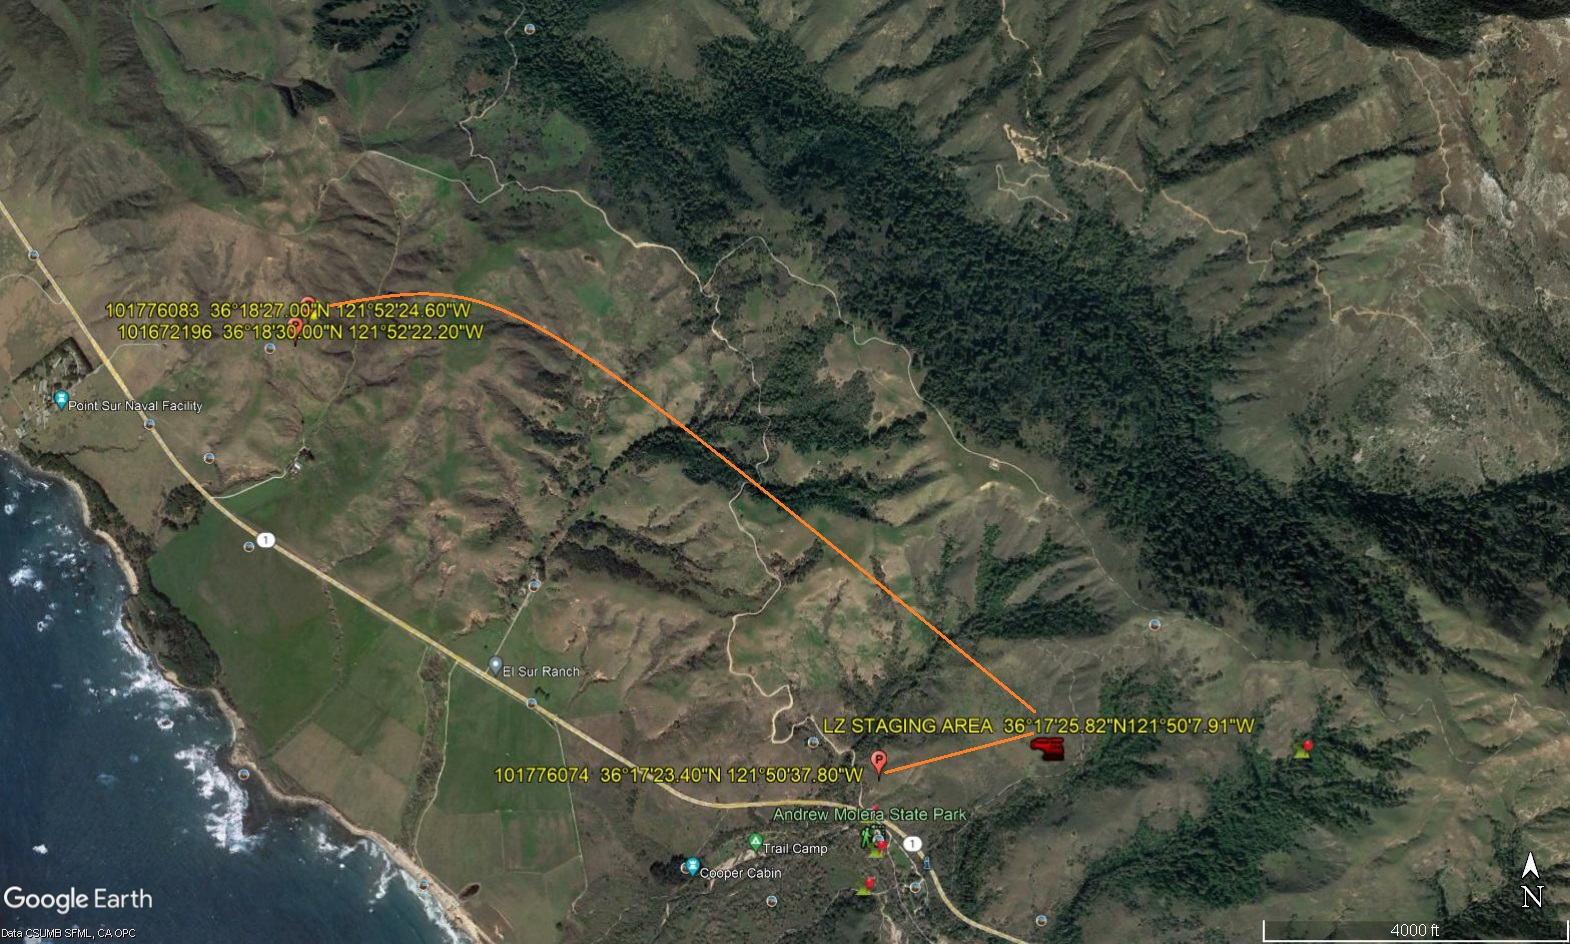 101776083  36°18'27.00"N 121°52'24.60"W
101672196  36°18'30.00"N 121°52'22.20"W
Point Sur Naval Facility
1
El Sur Ranch
LZ STAGING AREA  36°17'25.82"N121°50'7.91"W
P
101776074  36°17'23.40"N 121°50'37.80"W
Andrew Molera State Park
1
Trail Camp
Cooper Cabin
Google Earth
N
Data CSUMB SFML, CA OPC
4000 ft